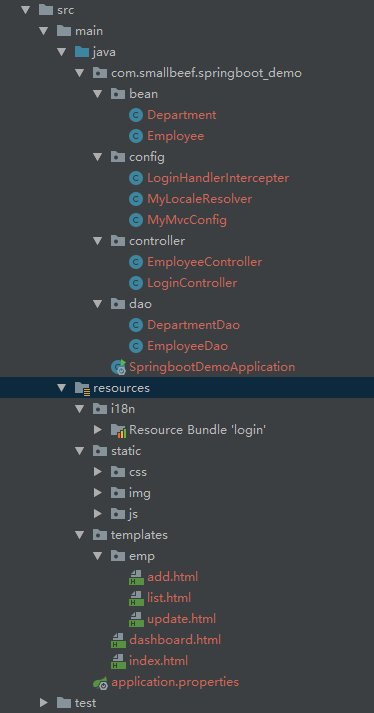 src
main
java
com.smallbeef.springboot_demo
bean
Department
Employee
config
LoginHandlerIntercepter
MyLocaleResolver
MyMvcConfig
controller
EmployeeController
LoginController
dao
DepartmentDao
EmployeeDao
SpringbootDemoApplication
resources
i18n
Resource Bundle 'login'
static
css
img
js
templates
emp
add.html
list.html
update.html
dashboard.html
index.html
application.properties
test